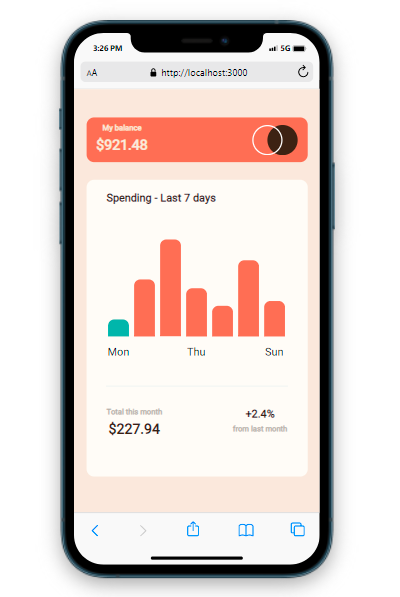 3:26 PM
5G
AA
http://localhost:3000
My balance
$921.48
Spending - Last 7 days
Mon Thu Sun
Total this month
$227.94
+2.4%
from last month